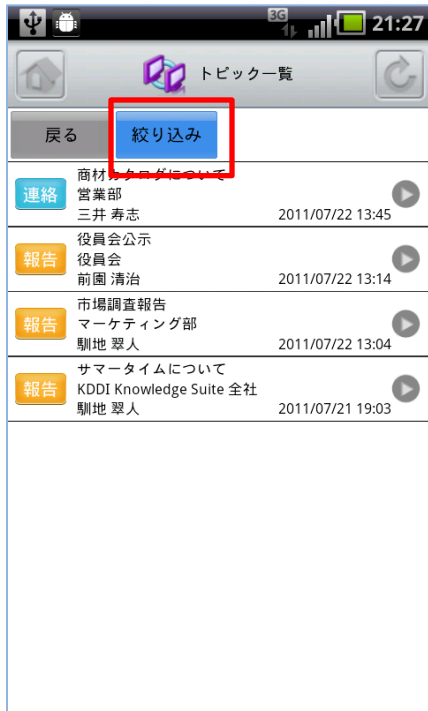 3G 21:27
トピック一覧
戻る 絞り込み
商材カタログについて
連絡 営業部
三井 寿志 2011/07/22 13:45
役員会公示
報告 役員会
前園 清治 2011/07/22 13:14
市場調査報告
報告 マーケティング部
馴地 翠人 2011/07/22 13:04
サマータイムについて
報告 KDDI Knowledge Suite 全社
馴地 翠人 2011/07/21 19:03